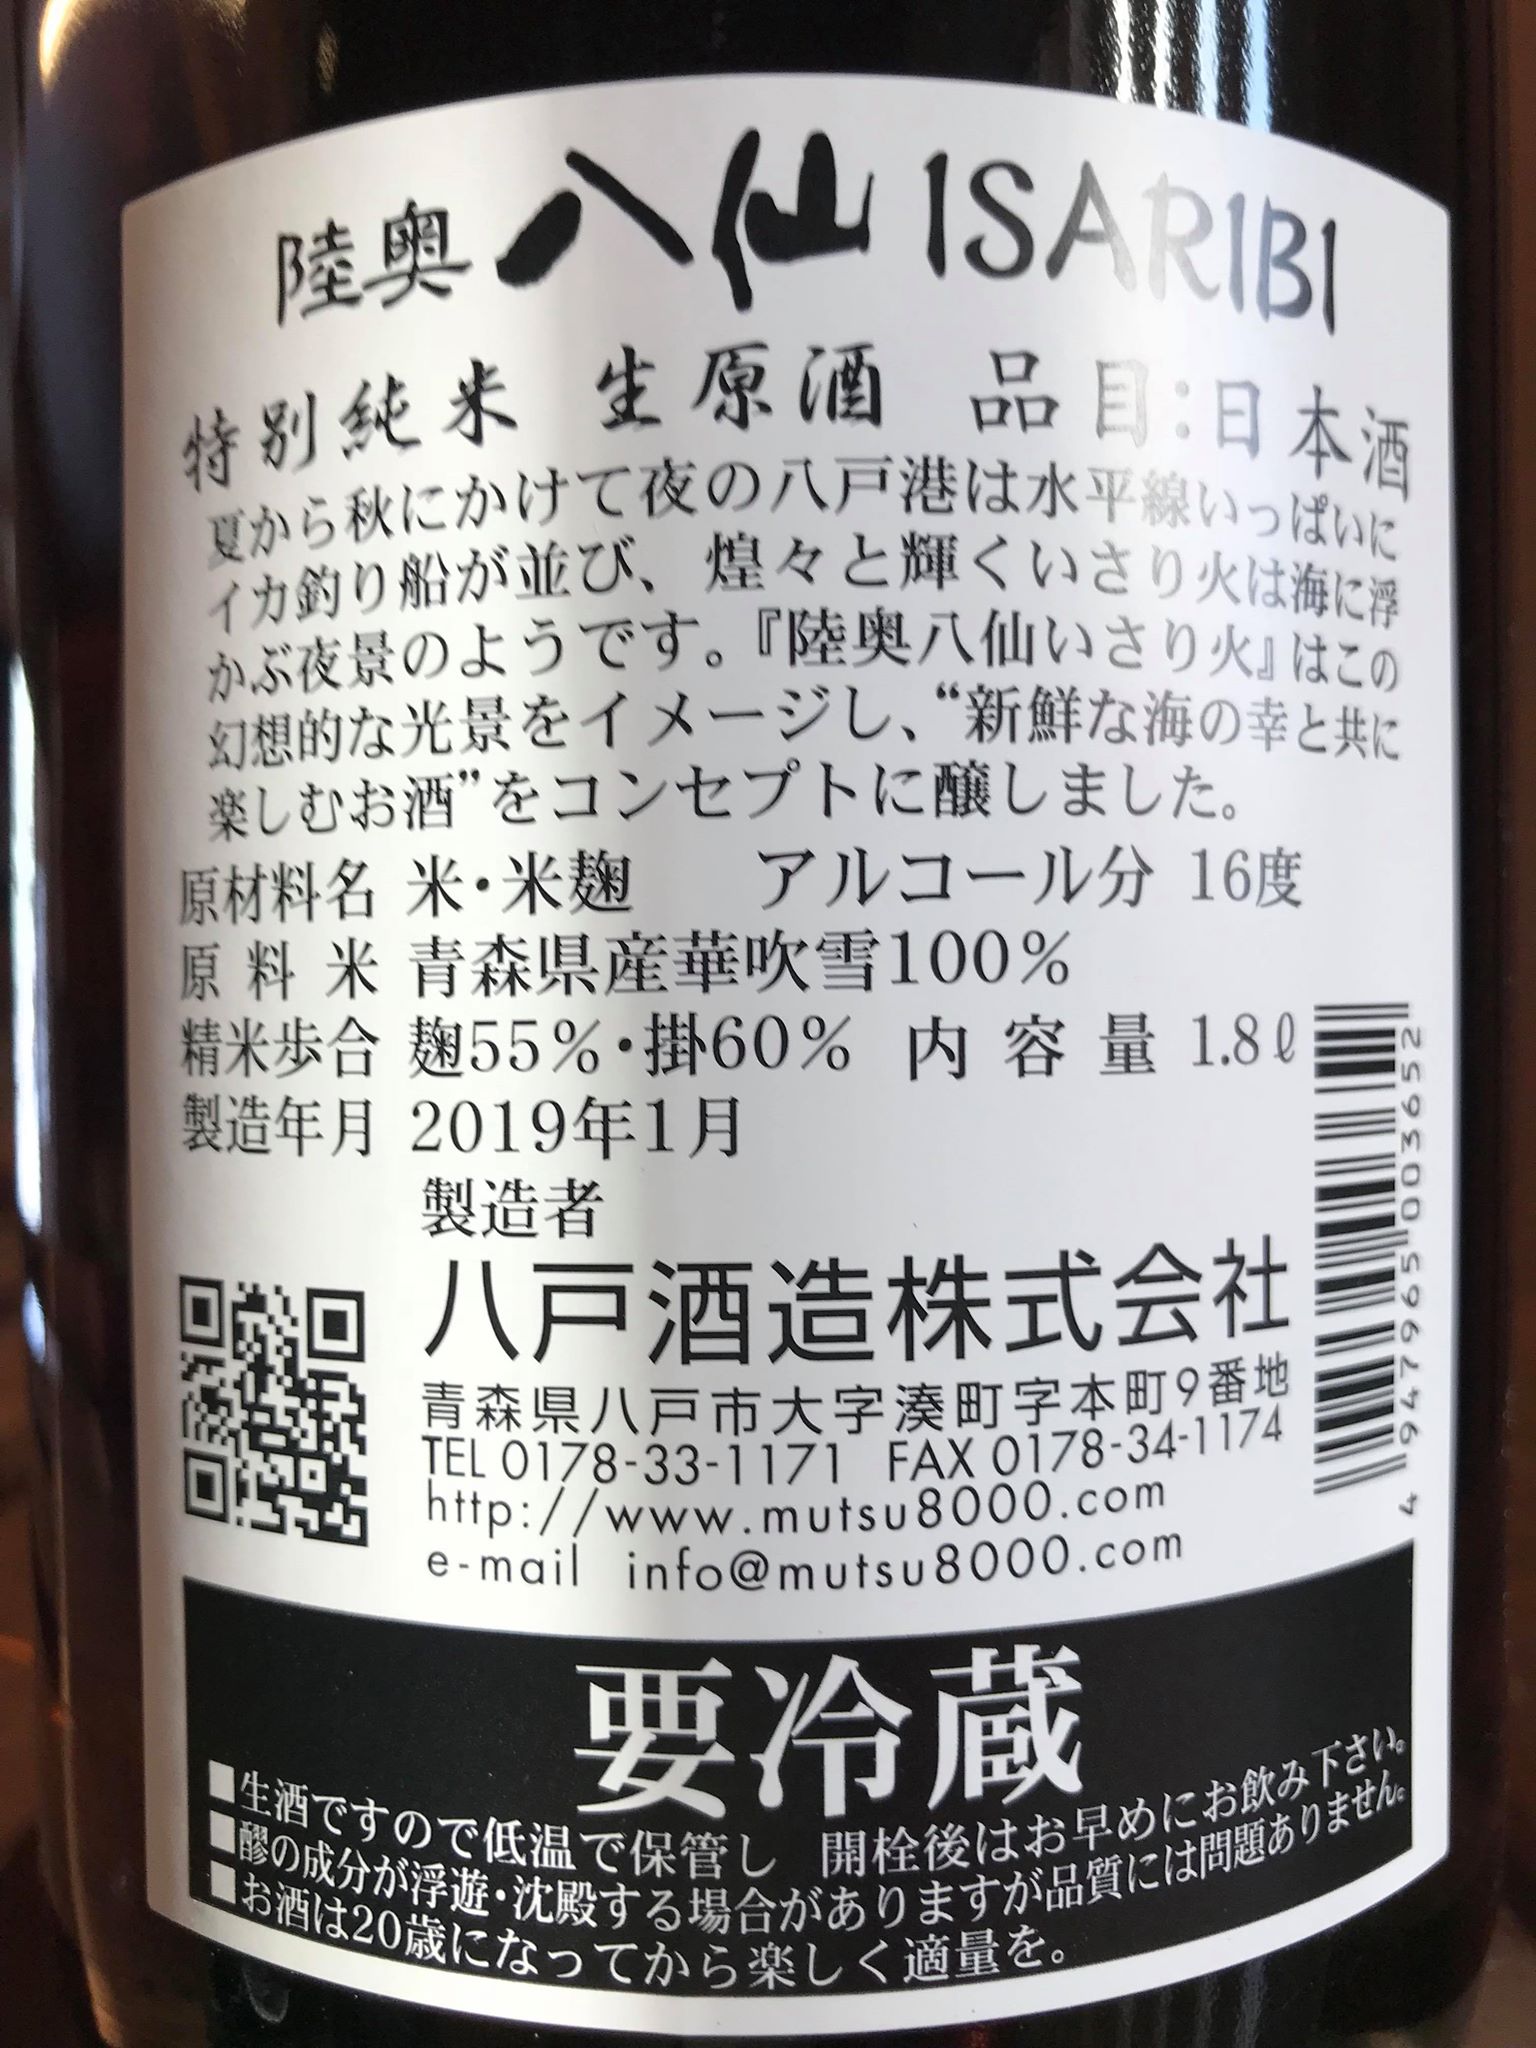 陸奥 八仙 ISARIBI
特別純米 生原酒 品目:日本酒
夏から秋にかけて夜の八戸港は水平線いっぱいに
イカ釣り船が並び、煌々と輝くいさり火は海に浮
かぶ夜景のようです。『陸奥八仙いさり火』はこの
幻想的な光景をイメージし、“新鮮な海の幸と共に
楽しむお酒”をコンセプトに醸しました。
原材料名 米・米麹 アルコール分 16度
原料米 青森県産華吹雪100%
精米歩合 麹55%・掛60% 内容量 1.8ℓ
製造年月 2019年1月
製造者
八戸酒造株式会社
青森県八戸市大字湊町字本町9番地
TEL 0178-33-1171 FAX 0178-34-1174
http://www.mutsu8000.com
e-mail info@mutsu8000.com
4 947965 003652
要冷蔵
■生酒ですので低温で保管し 開栓後はお早めにお飲み下さい。
■醪の成分が浮遊・沈殿する場合がありますが品質には問題ありません。
■お酒は20歳になってから楽しく適量を。